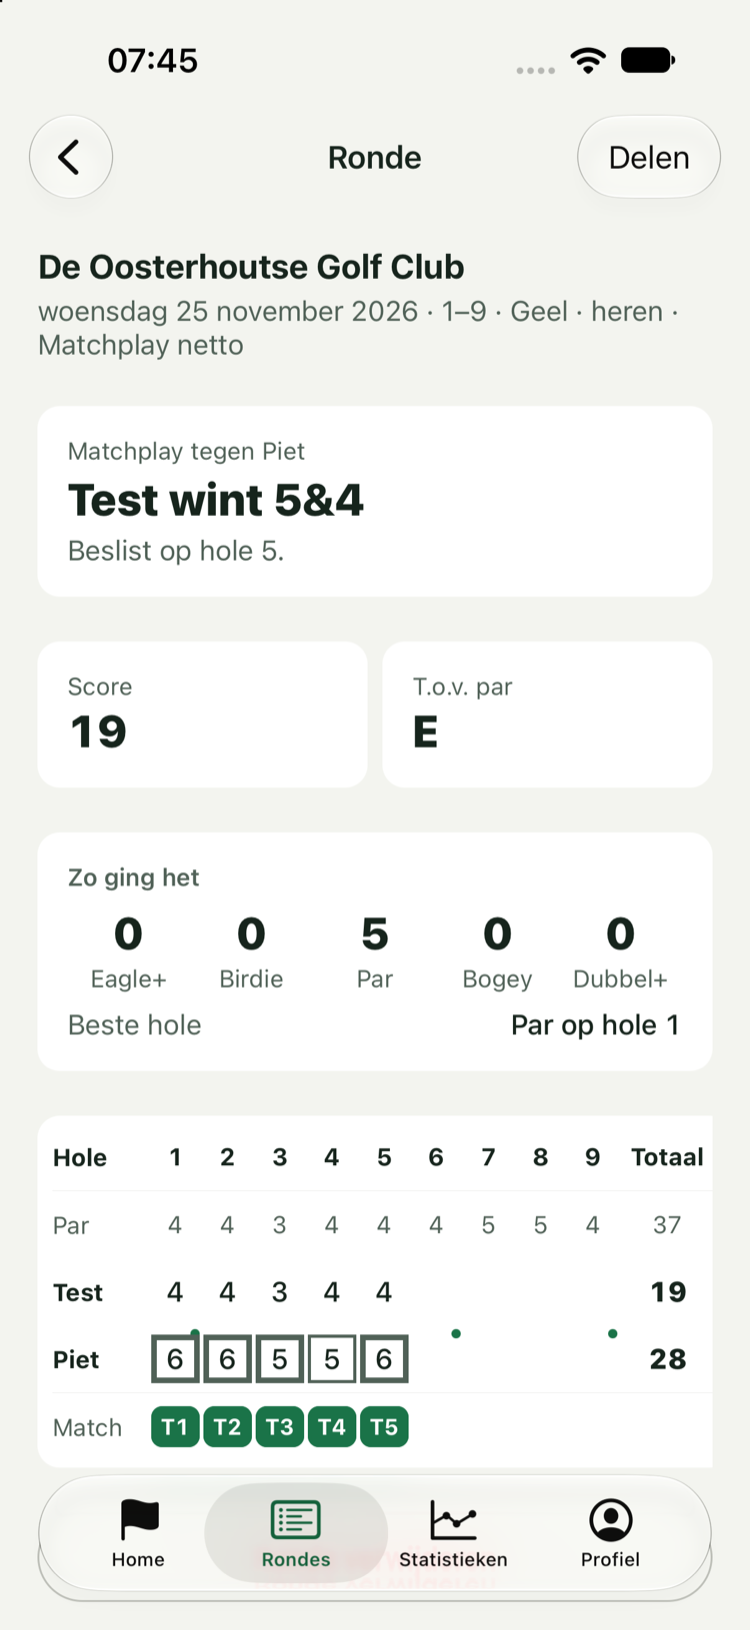 07:45
Ronde
Delen
De Oosterhoutse Golf Club
woensdag 25 november 2026 · 1–9 · Geel · heren ·
Matchplay netto
Matchplay tegen Piet
Test wint 5&4
Beslist op hole 5.
Score
19
T.o.v. par
E
Zo ging het
0 0 5 0 0
Eagle+ Birdie Par Bogey Dubbel+
Beste hole Par op hole 1
Hole 1 2 3 4 5 6 7 8 9 Totaal
Par 4 4 3 4 4 4 5 5 4 37
Test 4 4 3 4 4 19
Piet 6 6 5 5 6 28
Match T1 T2 T3 T4 T5
Home Rondes Statistieken Profiel